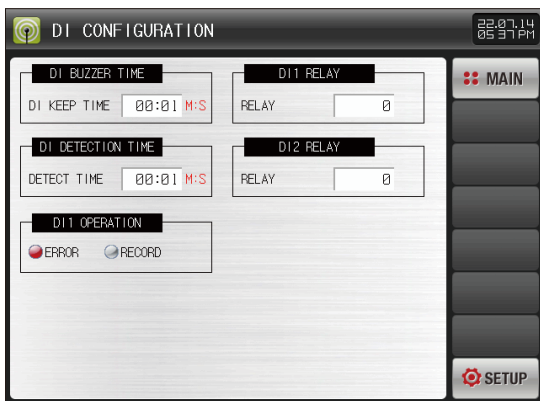 DI CONFIGURATION
22.07.14
05:37 PM
DI BUZZER TIME
DI KEEP TIME 00:01 M:S
DI DETECTION TIME
DETECT TIME 00:01 M:S
DI1 OPERATION
ERROR RECORD
DI1 RELAY
RELAY 0
DI2 RELAY
RELAY 0
MAIN
SETUP